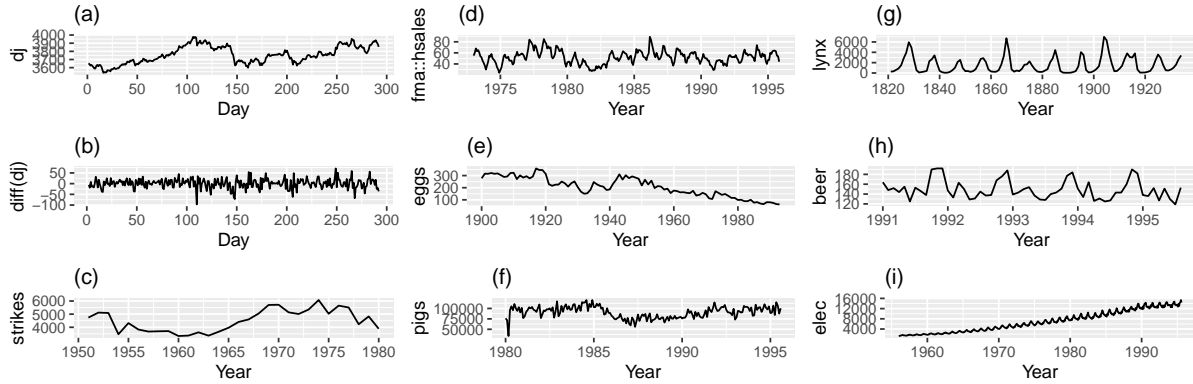 (a)
dj
4000
3900
3800
3700
3600
0 50 100 150 200 250 300
Day
(d)
fma::hsales
80
60
40
1975 1980 1985 1990 1995
Year
(g)
lynx
6000
4000
2000
0
1820 1840 1860 1880 1900 1920
Year
(b)
diff(dj)
50
0
−50
−100
0 50 100 150 200 250 300
Day
(e)
eggs
300
200
100
1900 1920 1940 1960 1980
Year
(h)
beer
180
160
140
120
1991 1992 1993 1994 1995
Year
(c)
strikes
6000
5000
4000
1950 1955 1960 1965 1970 1975 1980
Year
(f)
pigs
100000
75000
50000
1980 1985 1990 1995
Year
(i)
elec
16000
12000
8000
4000
1960 1970 1980 1990
Year